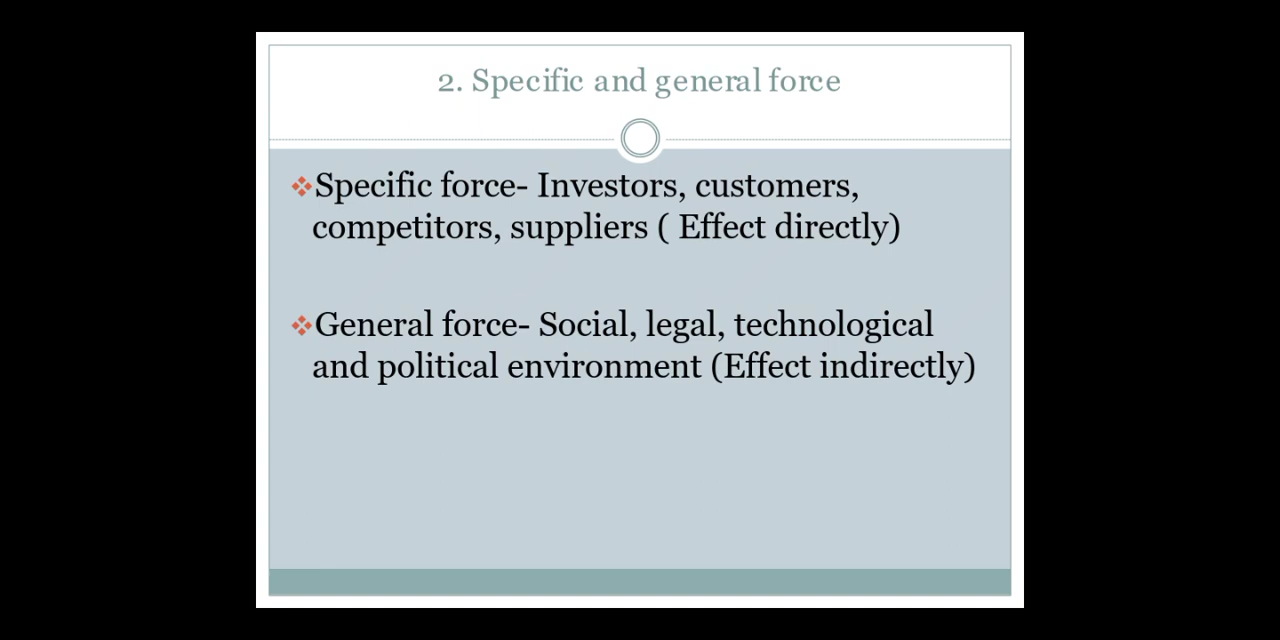 2. Specific and general force
Specific force- Investors, customers,
competitors, suppliers ( Effect directly)
General force- Social, legal, technological
and political environment (Effect indirectly)